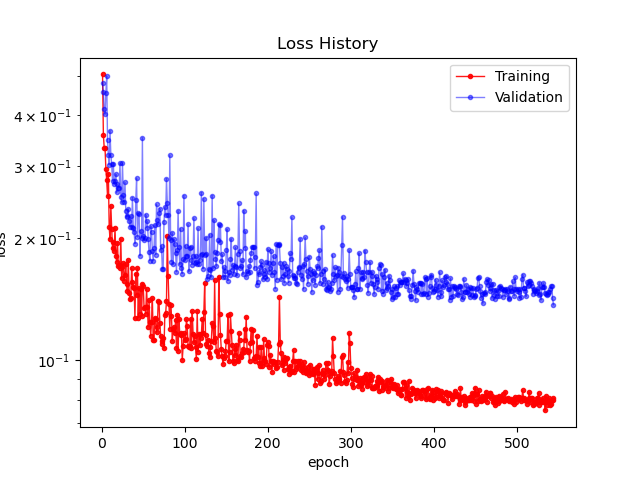 Loss History
Training
Validation
4 × 10⁻¹
3 × 10⁻¹
2 × 10⁻¹
10⁻¹
loss
0 100 200 300 400 500
epoch